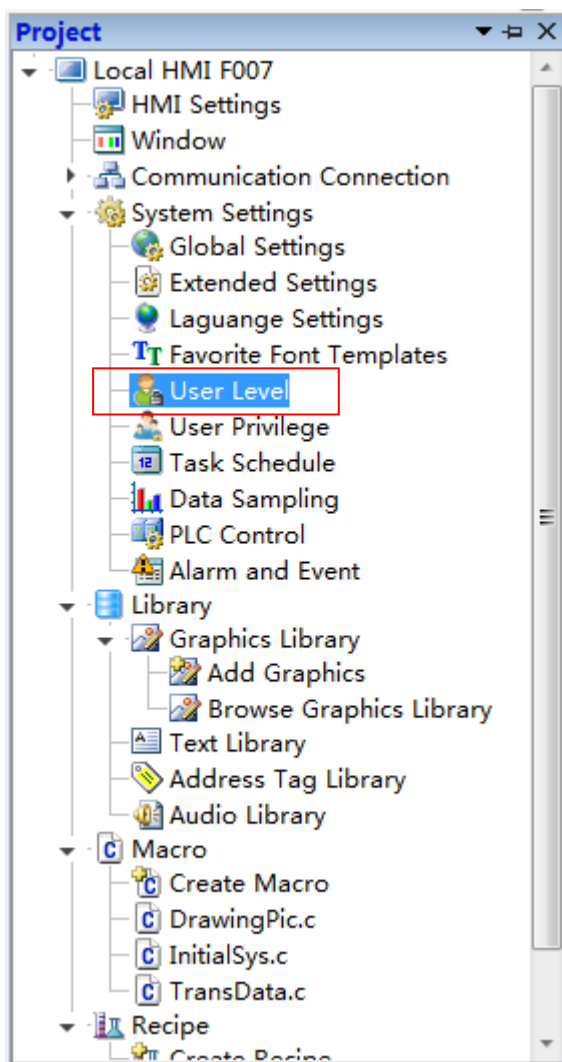 Project
Local HMI F007
HMI Settings
Window
Communication Connection
System Settings
Global Settings
Extended Settings
Laguange Settings
Favorite Font Templates
User Level
User Privilege
Task Schedule
Data Sampling
PLC Control
Alarm and Event
Library
Graphics Library
Add Graphics
Browse Graphics Library
Text Library
Address Tag Library
Audio Library
Macro
Create Macro
DrawingPic.c
InitialSys.c
TransData.c
Recipe
Create Recipe